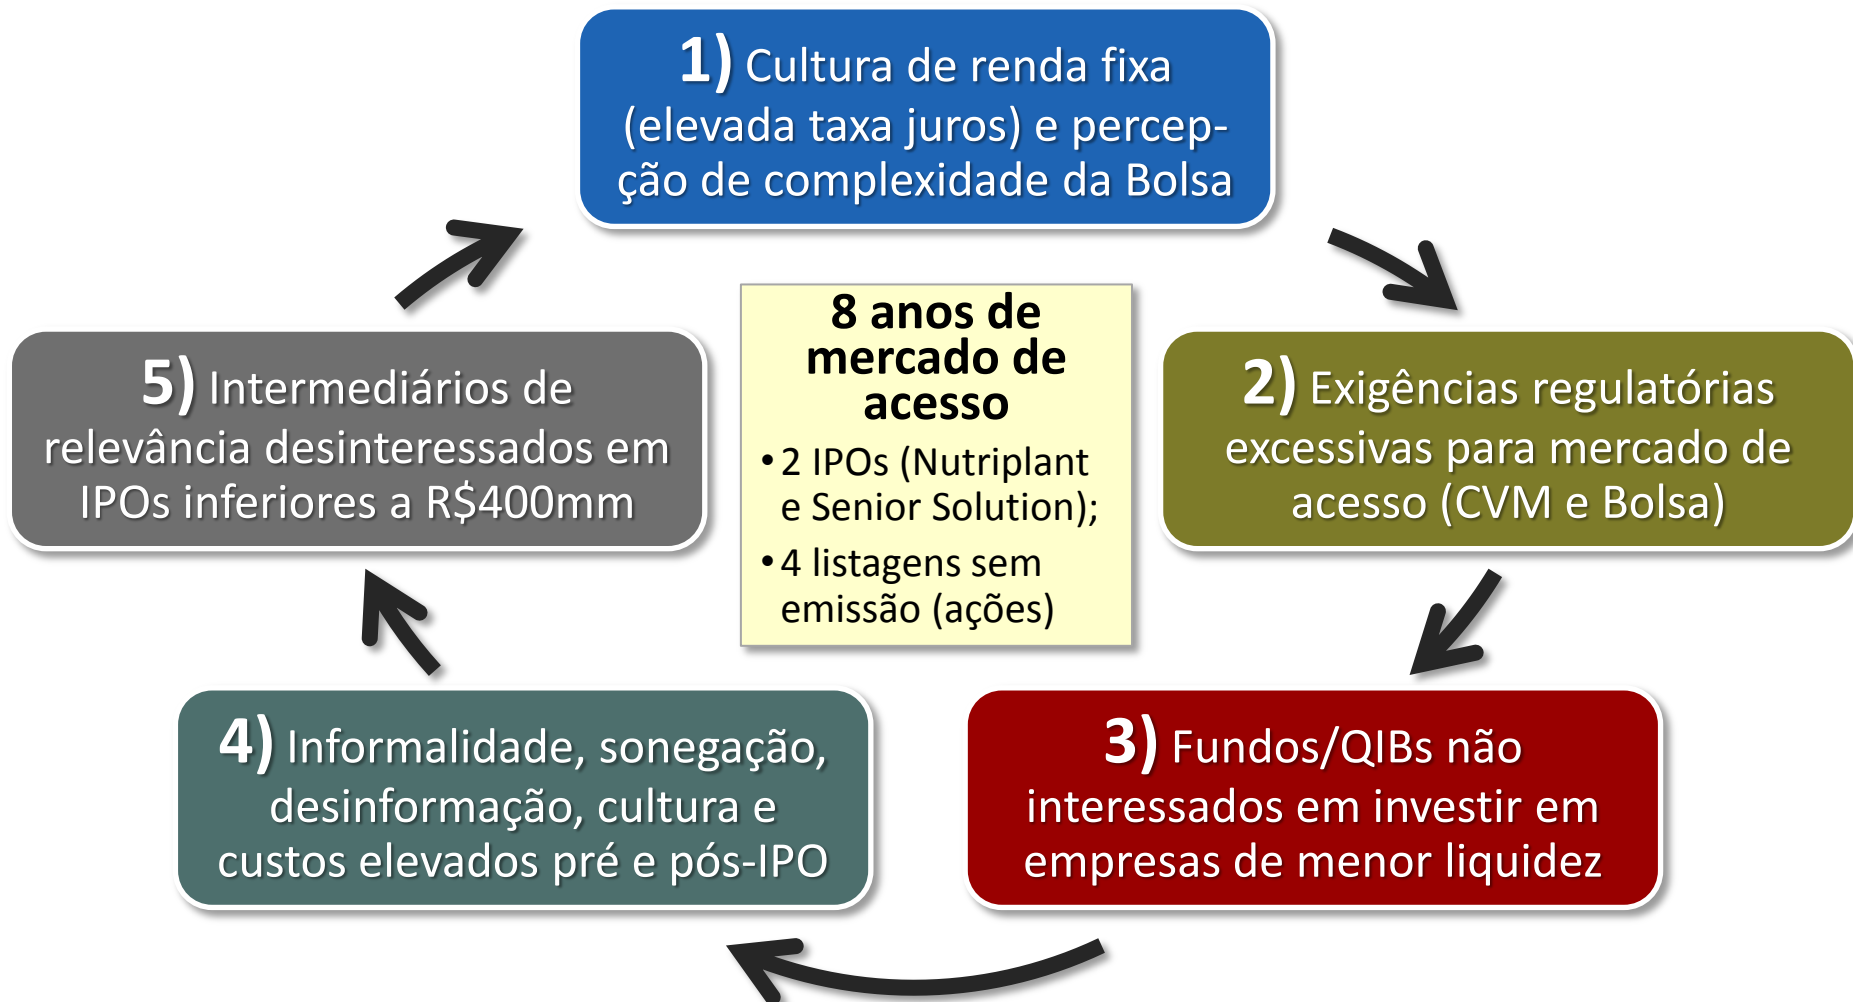 1) Cultura de renda fixa
(elevada taxa juros) e percep-
ção de complexidade da Bolsa
8 anos de
mercado de
acesso
• 2 IPOs (Nutriplant
e Senior Solution);
• 4 listagens sem
emissão (ações)
2) Exigências regulatórias
excessivas para mercado de
acesso (CVM e Bolsa)
3) Fundos/QIBs não
interessados em investir em
empresas de menor liquidez
4) Informalidade, sonegação,
desinformação, cultura e
custos elevados pré e pós-IPO
5) Intermediários de
relevância desinteressados em
IPOs inferiores a R$400mm